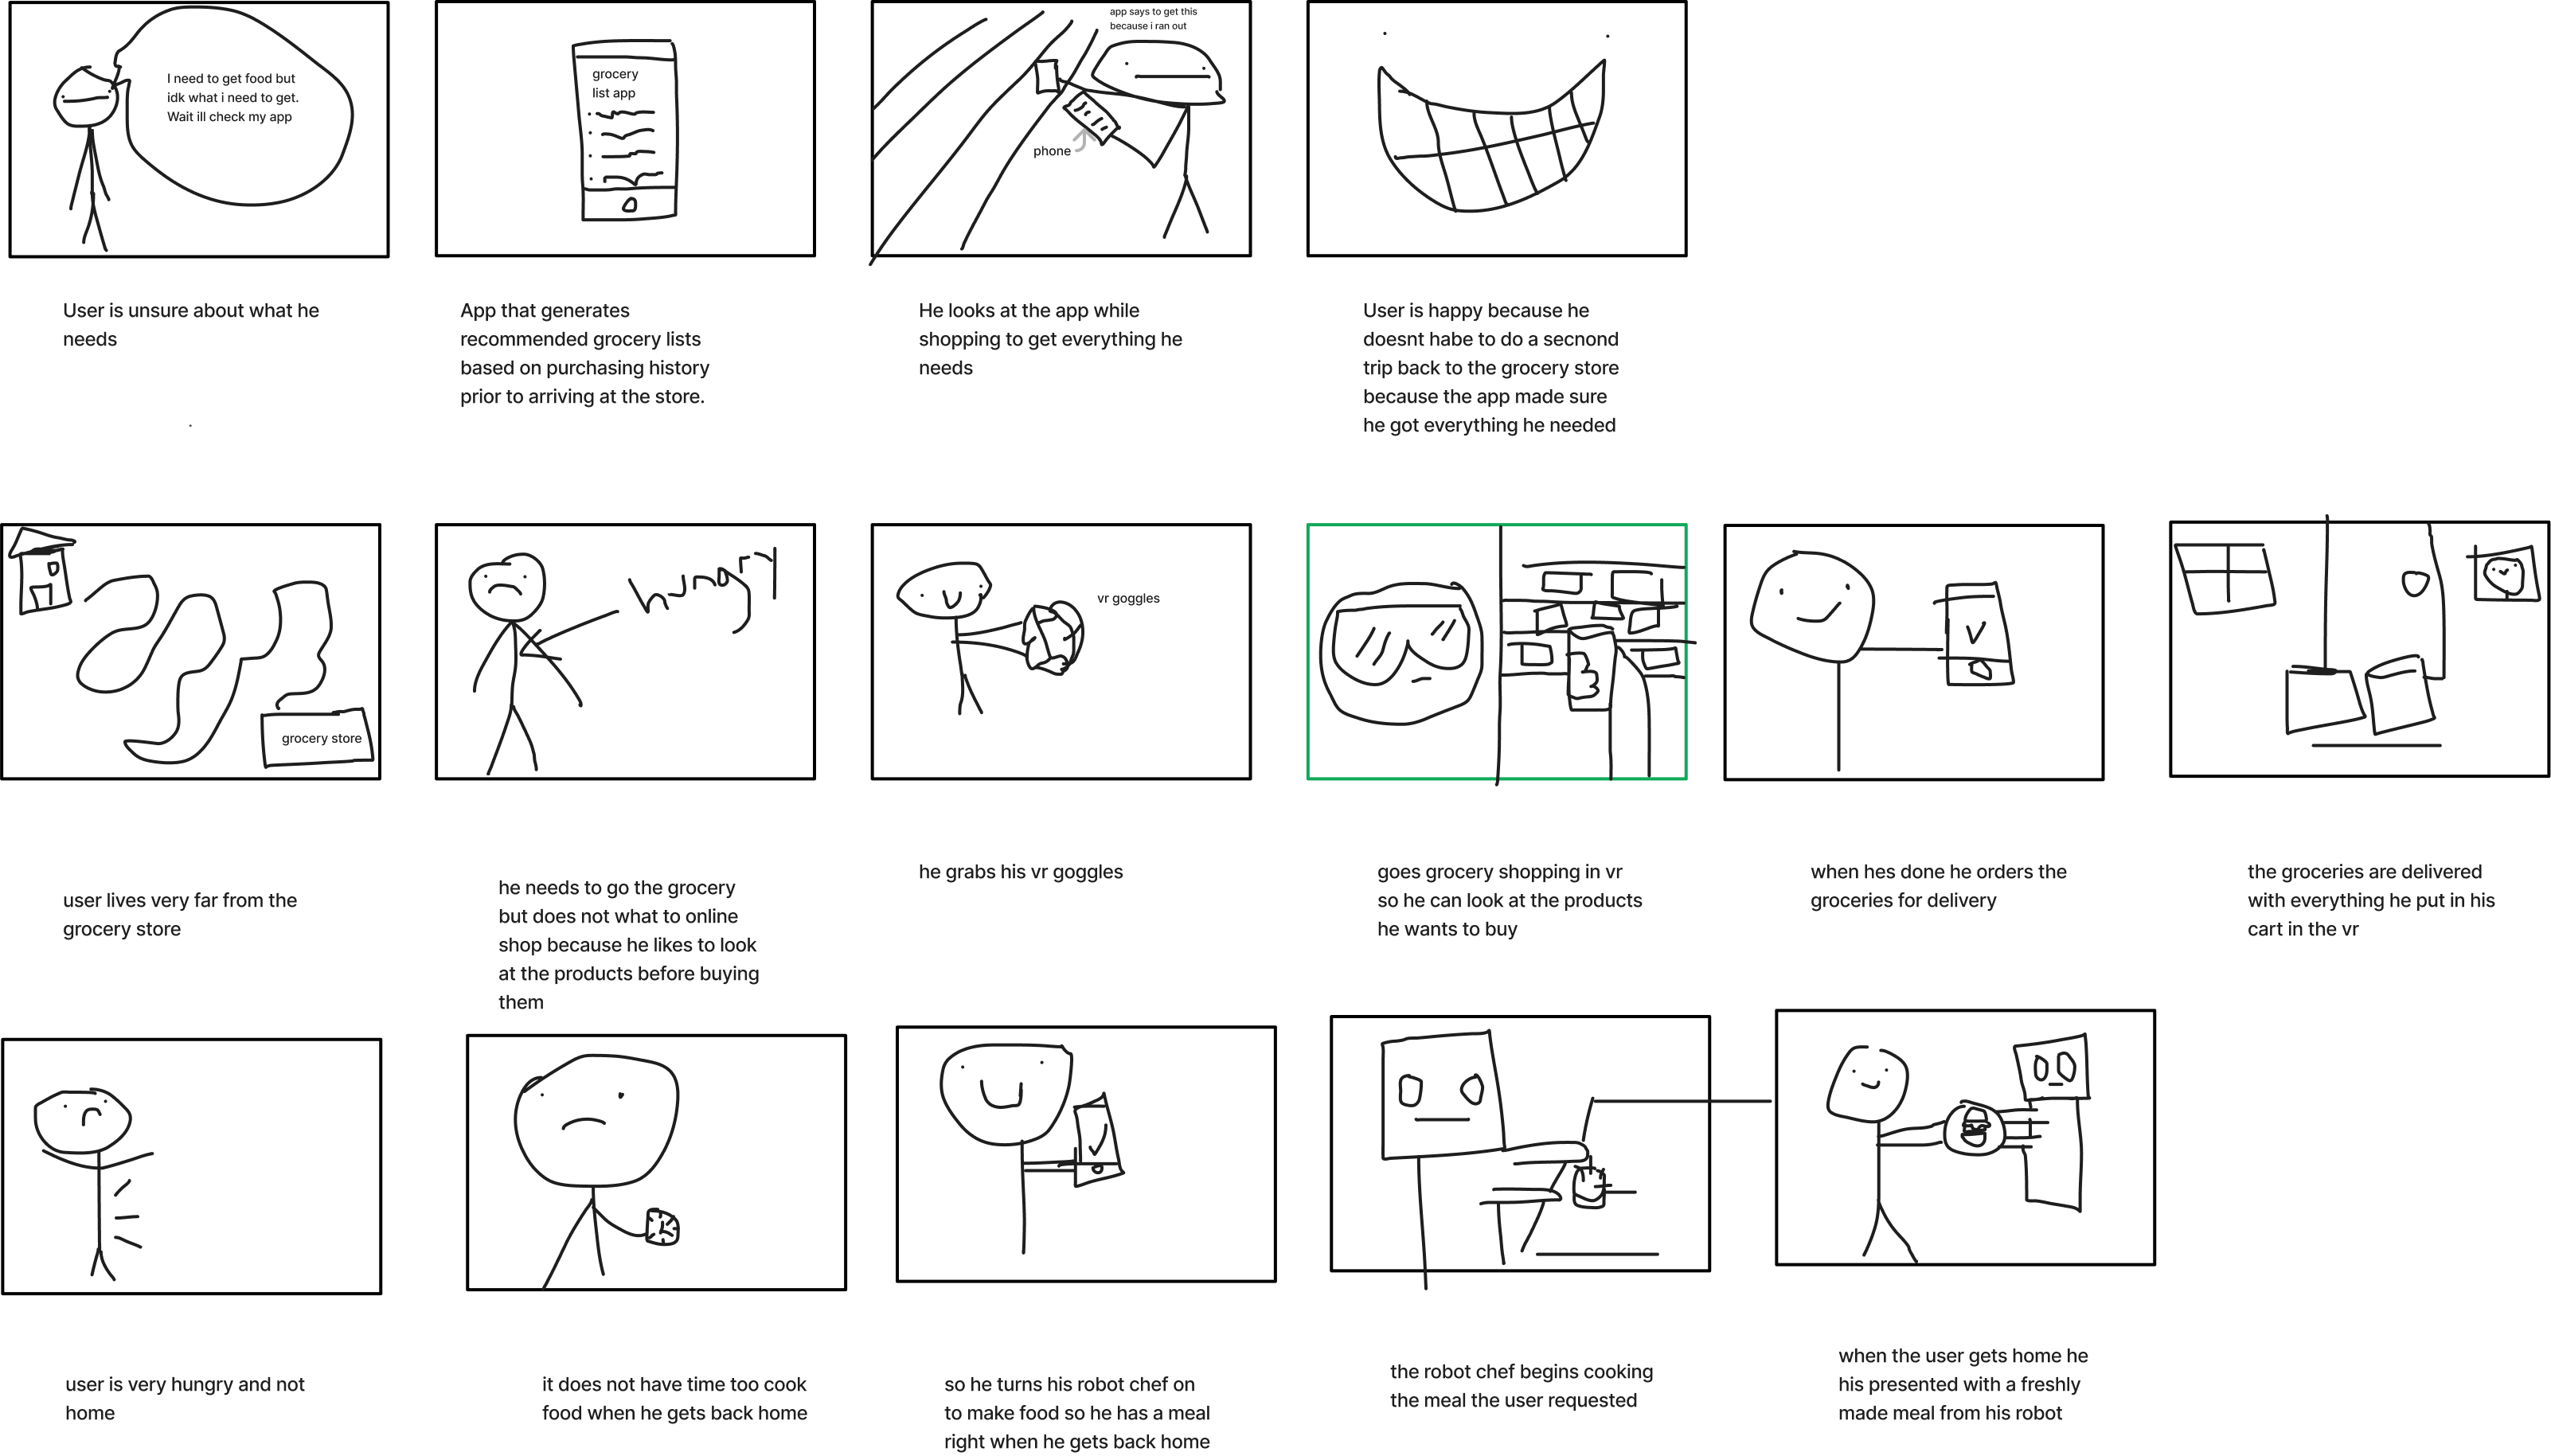 I need to get food but
idk what i need to get.
Wait ill check my app
grocery
list app
app says to get this
because i ran out
phone
User is unsure about what he
needs
App that generates
recommended grocery lists
based on purchasing history
prior to arriving at the store.
He looks at the app while
shopping to get everything he
needs
User is happy because he
doesnt habe to do a secnond
trip back to the grocery store
because the app made sure
he got everything he needed
grocery store
hungry
vr goggles
user lives very far from the
grocery store
he needs to go the grocery
but does not what to online
shop because he likes to look
at the products before buying
them
he grabs his vr goggles
goes grocery shopping in vr
so he can look at the products
he wants to buy
when hes done he orders the
groceries for delivery
the groceries are delivered
with everything he put in his
cart in the vr
user is very hungry and not
home
it does not have time too cook
food when he gets back home
so he turns his robot chef on
to make food so he has a meal
right when he gets back home
the robot chef begins cooking
the meal the user requested
when the user gets home he
his presented with a freshly
made meal from his robot